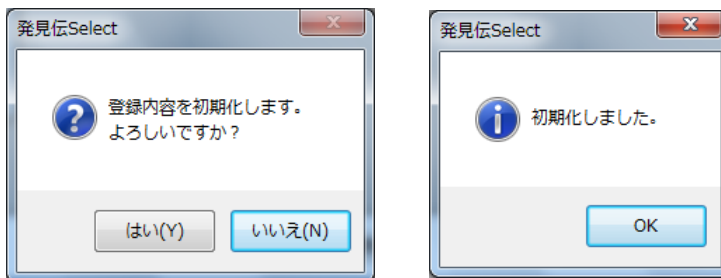 発見伝Select
登録内容を初期化します。
よろしいですか？
はい(Y)
いいえ(N)
発見伝Select
初期化しました。
OK